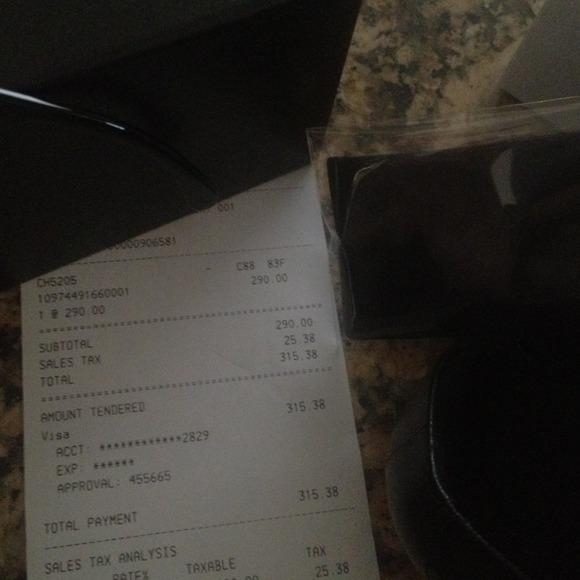 001
00000906581
CH5205 - C88 83F
10974491660001 290.00
1 @ 290.00
SUBTOTAL 290.00
SALES TAX 25.38
TOTAL 315.38
AMOUNT TENDERED
Visa 315.38
ACCT: ************2829
EXP: ******
APPROVAL: 455665
TOTAL PAYMENT 315.38
SALES TAX ANALYSIS
RATE% TAXABLE TAX
25.38